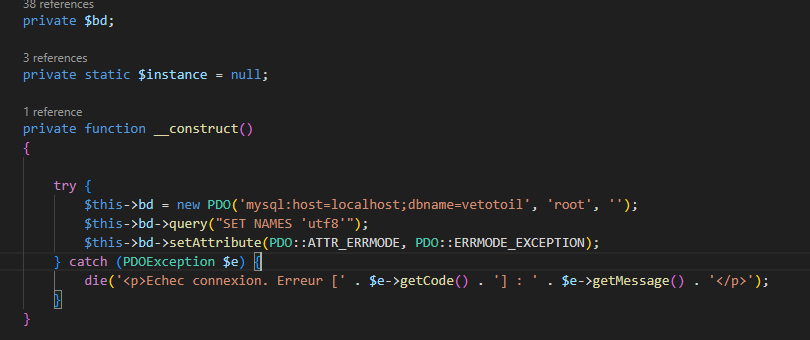 38 references
private $bd;
3 references
private static $instance = null;
1 reference
private function __construct()
{
try {
$this->bd = new PDO('mysql:host=localhost;dbname=vetotoil', 'root', '');
$this->bd->query("SET NAMES 'utf8'");
$this->bd->setAttribute(PDO::ATTR_ERRMODE, PDO::ERRMODE_EXCEPTION);
} catch (PDOException $e) {
die('<p>Echec connexion. Erreur [' . $e->getCode() . '] : ' . $e->getMessage() . '</p>');
}
}